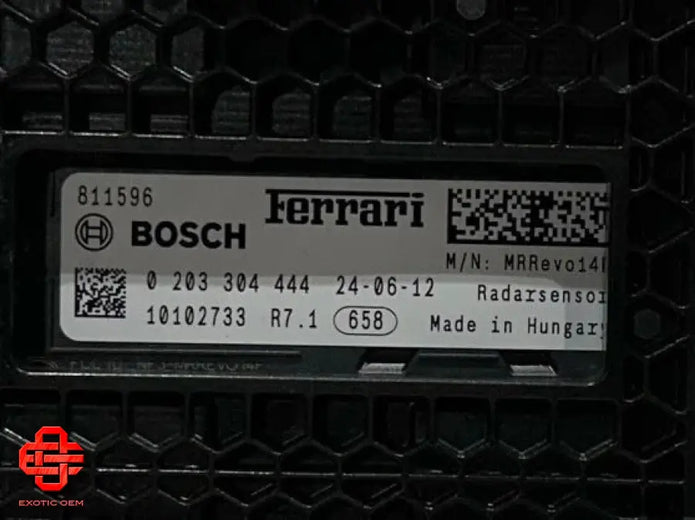 811596
Ferrari
BOSCH
M/N: MRRevo14
0 203 304 444 24-06-12
Radarsensor
10102733 R7.1 658
Made in Hungary
EXOTIC OEM